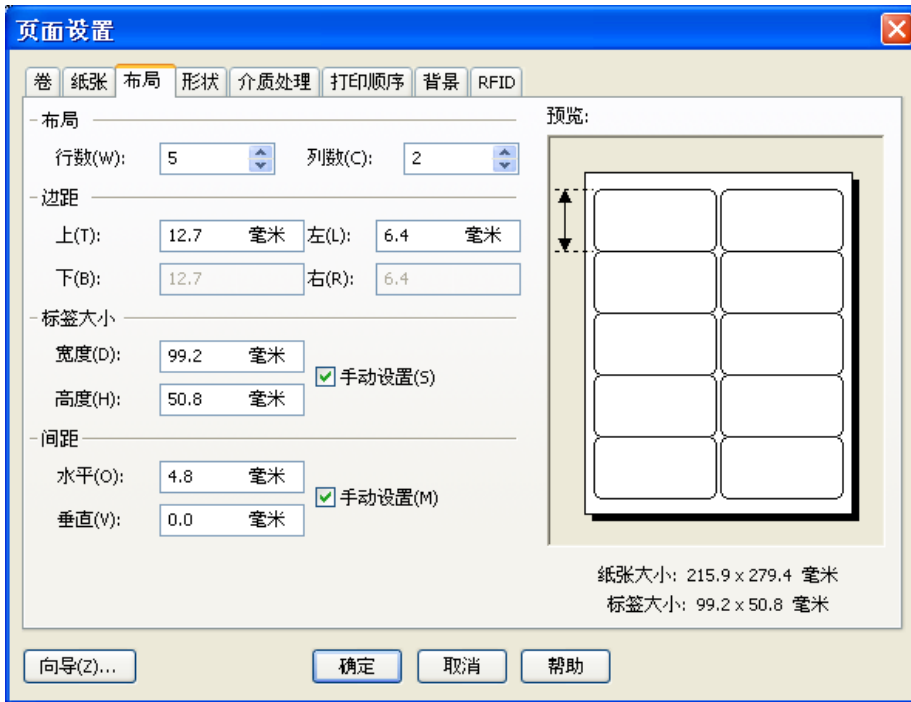 页面设置
卷 纸张 布局 形状 介质处理 打印顺序 背景 RFID
布局
行数(W): 5 列数(C): 2
边距
上(T): 12.7 毫米 左(L): 6.4 毫米
下(B): 12.7 右(R): 6.4
标签大小
宽度(D): 99.2 毫米
手动设置(S)
高度(H): 50.8 毫米
间距
水平(O): 4.8 毫米
手动设置(M)
垂直(V): 0.0 毫米
预览:
纸张大小: 215.9 x 279.4 毫米
标签大小: 99.2 x 50.8 毫米
向导(Z)... 确定 取消 帮助